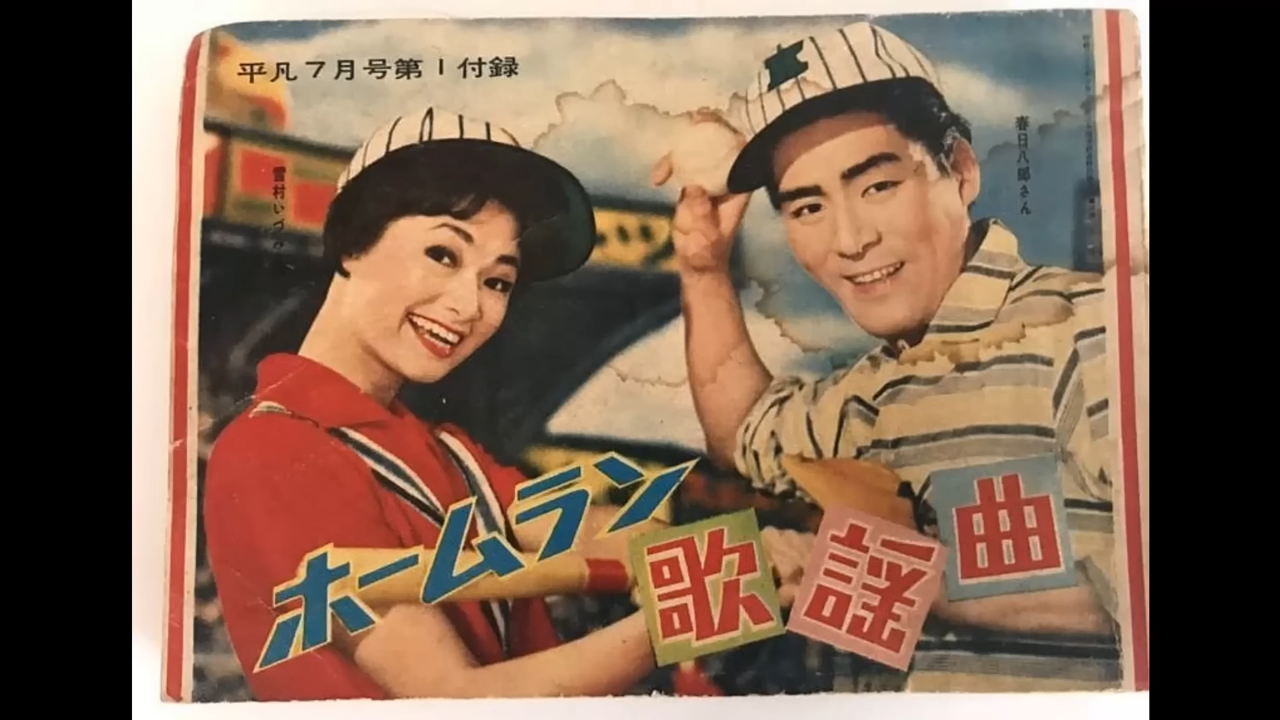 平凡7月号第1付録
雪村いづみ
春日八郎さん
ホームラン
歌謡曲